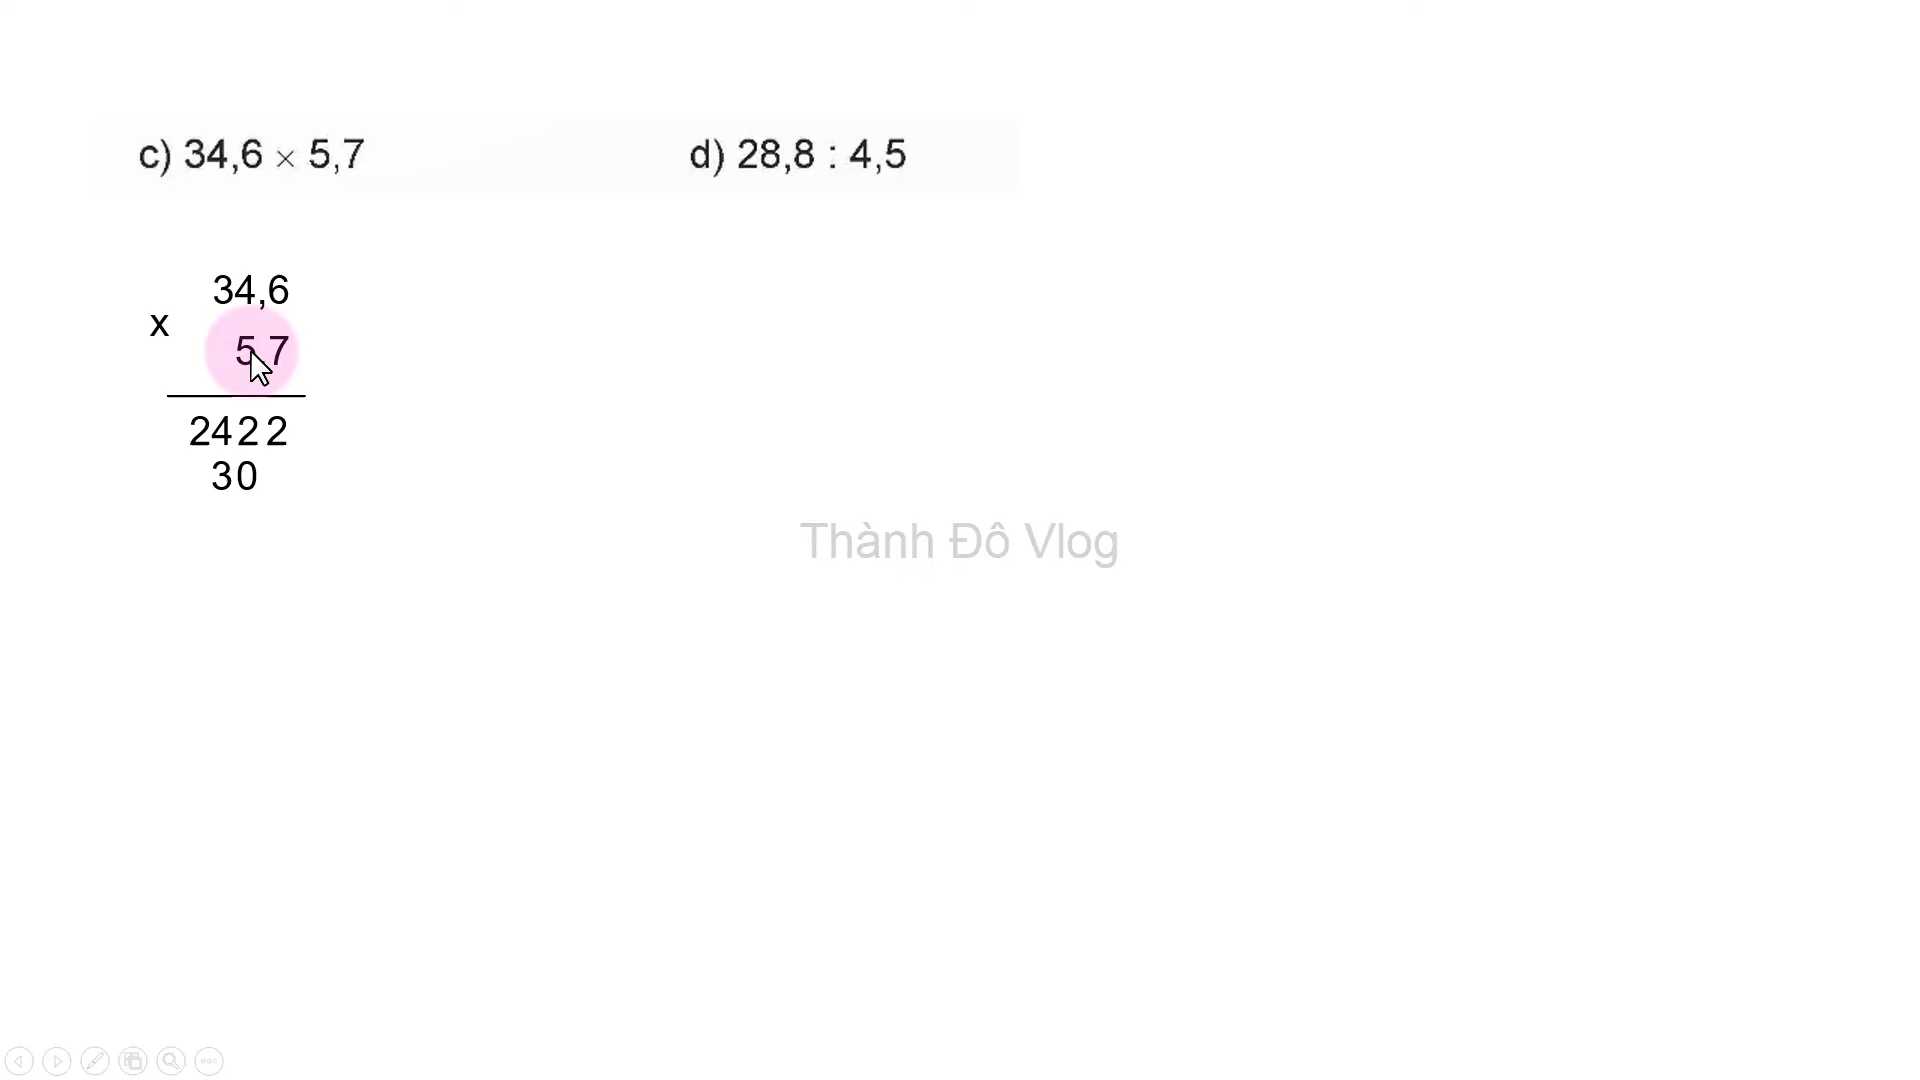 c) 34,6 × 5,7
d) 28,8 : 4,5
34,6
x
5,7
2422
30
Thành Đô Vlog